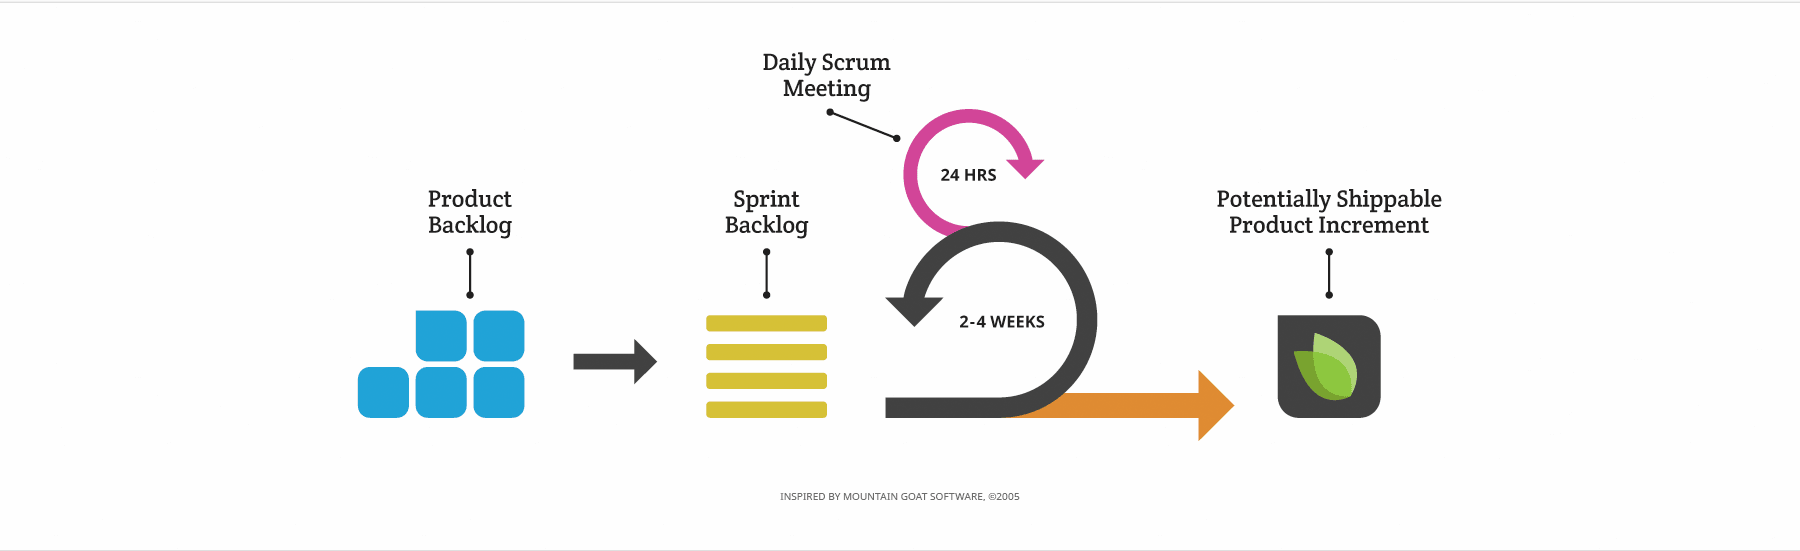 Daily Scrum
Meeting
24 HRS
Product
Backlog
Sprint
Backlog
Potentially Shippable
Product Increment
2-4 WEEKS
INSPIRED BY MOUNTAIN GOAT SOFTWARE, ©2005